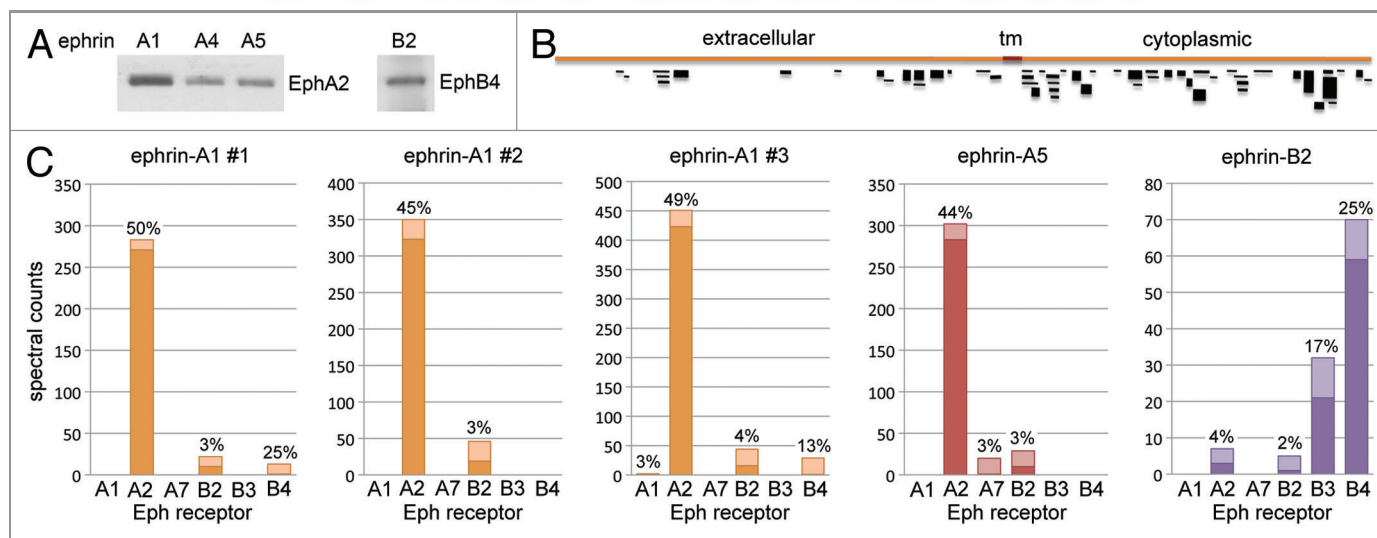 A
ephrin A1 A4 A5 B2
EphA2 EphB4
B
extracellular tm cytoplasmic
C
ephrin-A1 #1
spectral counts
350
300
250
200
150
100
50
0
50%
3%
25%
A1 A2 A7 B2 B3 B4
Eph receptor
ephrin-A1 #2
400
350
300
250
200
150
100
50
0
45%
3%
A1 A2 A7 B2 B3 B4
Eph receptor
ephrin-A1 #3
500
450
400
350
300
250
200
150
100
50
0
3%
49%
4%
13%
A1 A2 A7 B2 B3 B4
Eph receptor
ephrin-A5
350
300
250
200
150
100
50
0
44%
3%
3%
A1 A2 A7 B2 B3 B4
Eph receptor
ephrin-B2
80
70
60
50
40
30
20
10
0
4%
2%
17%
25%
A1 A2 A7 B2 B3 B4
Eph receptor